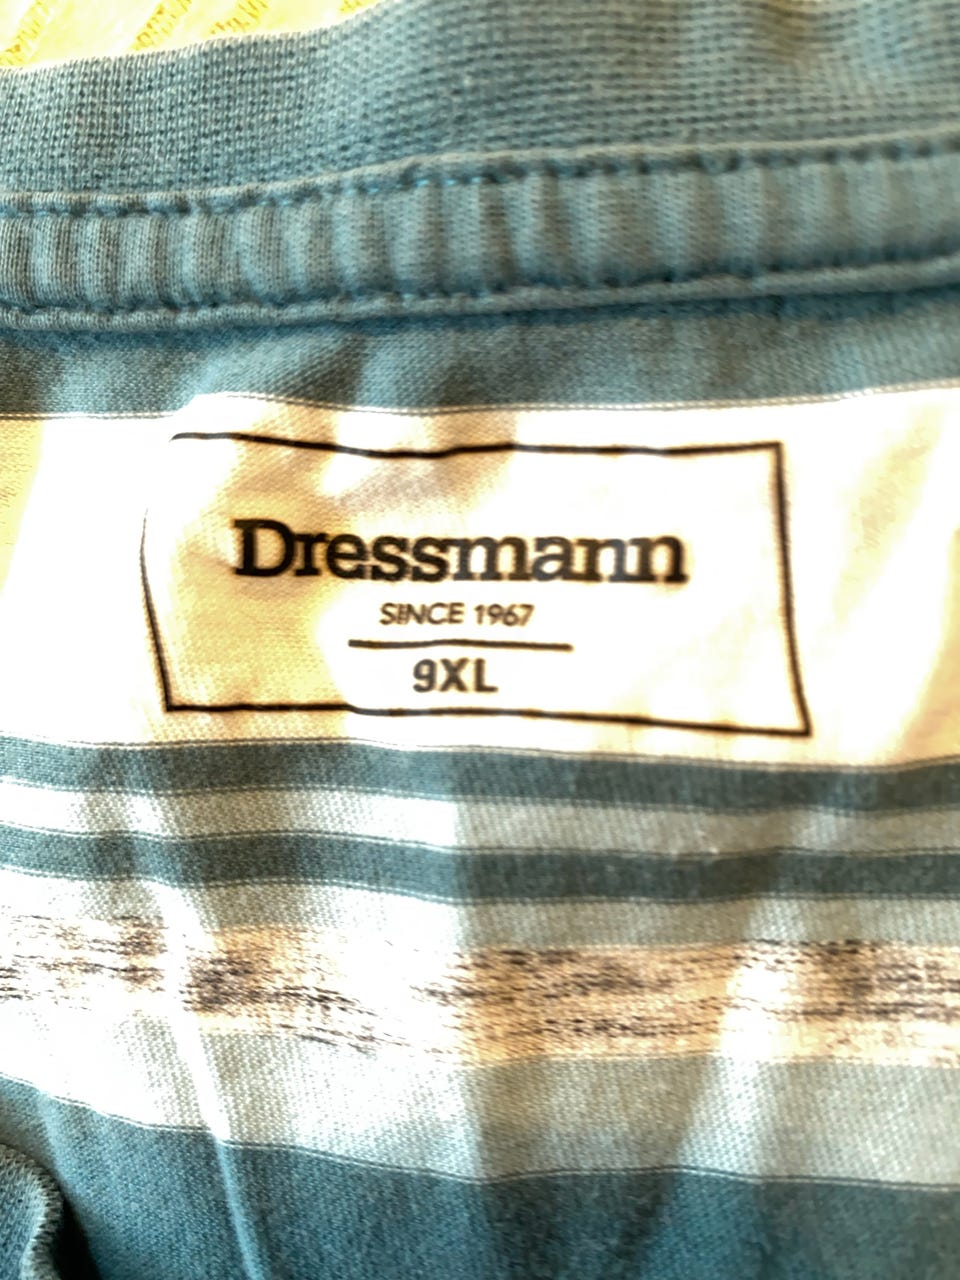 Dressmann
SINCE 1967
9XL